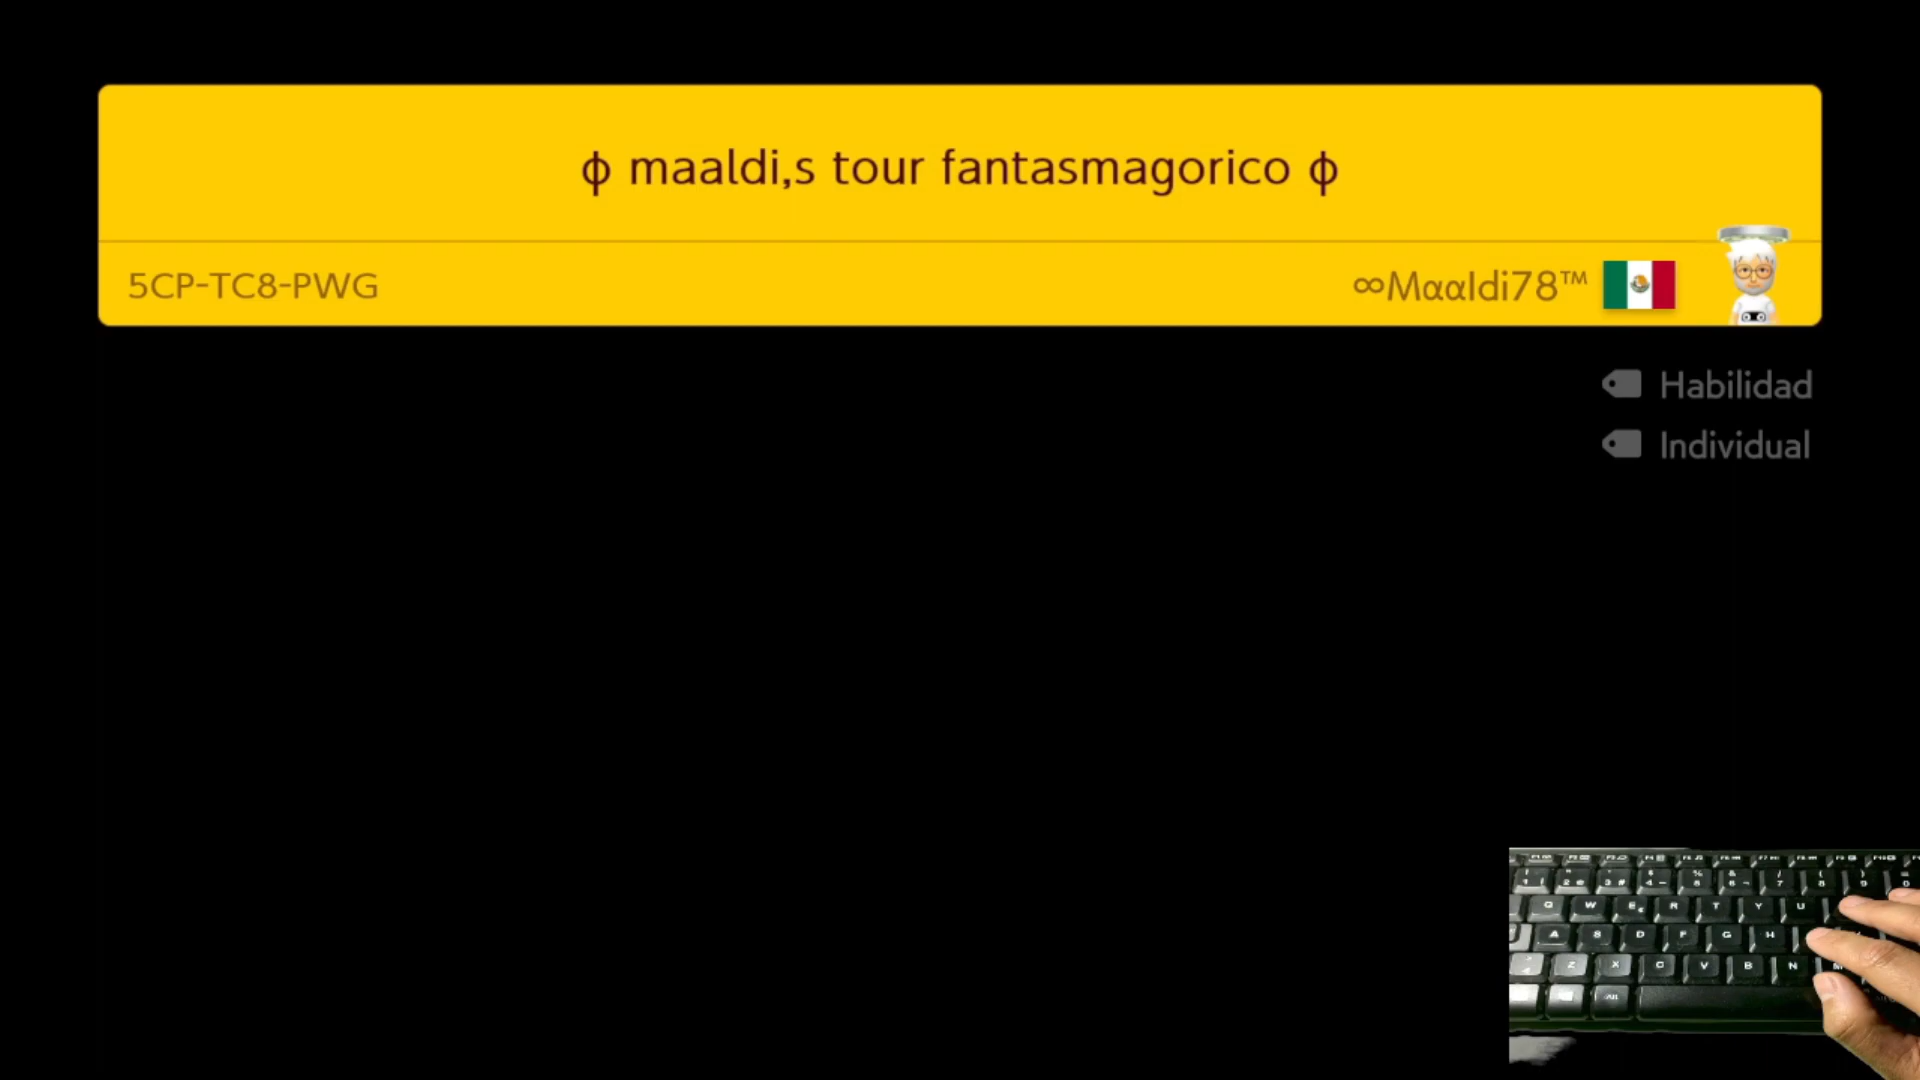 ϕ maaldi,s tour fantasmagorico ϕ
5CP-TC8-PWG
∞Mααldi78™
Habilidad
Individual
Q W E R T Y U
A S D F G H
Z X C V B N